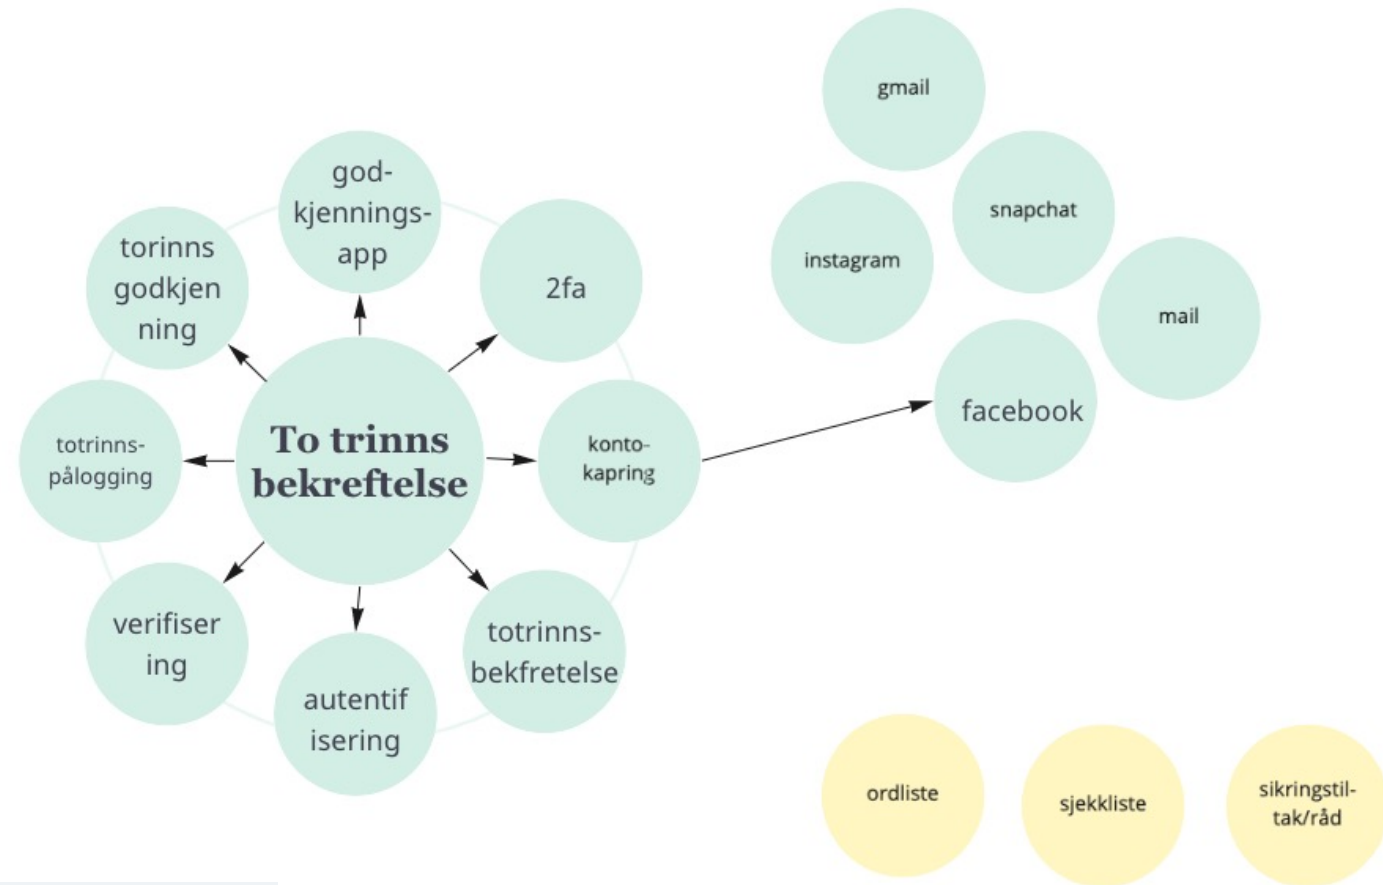 gmail
god-
kjennings-
app
snapchat
torinns
godkjen
ning
instagram
2fa
mail
facebook
To trinns
bekreftelse
totrinns-
pålogging
konto-
kapring
verifiser
ing
totrinns-
bekfretelse
autentif
isering
ordliste
sjekkliste
sikringstil-
tak/råd